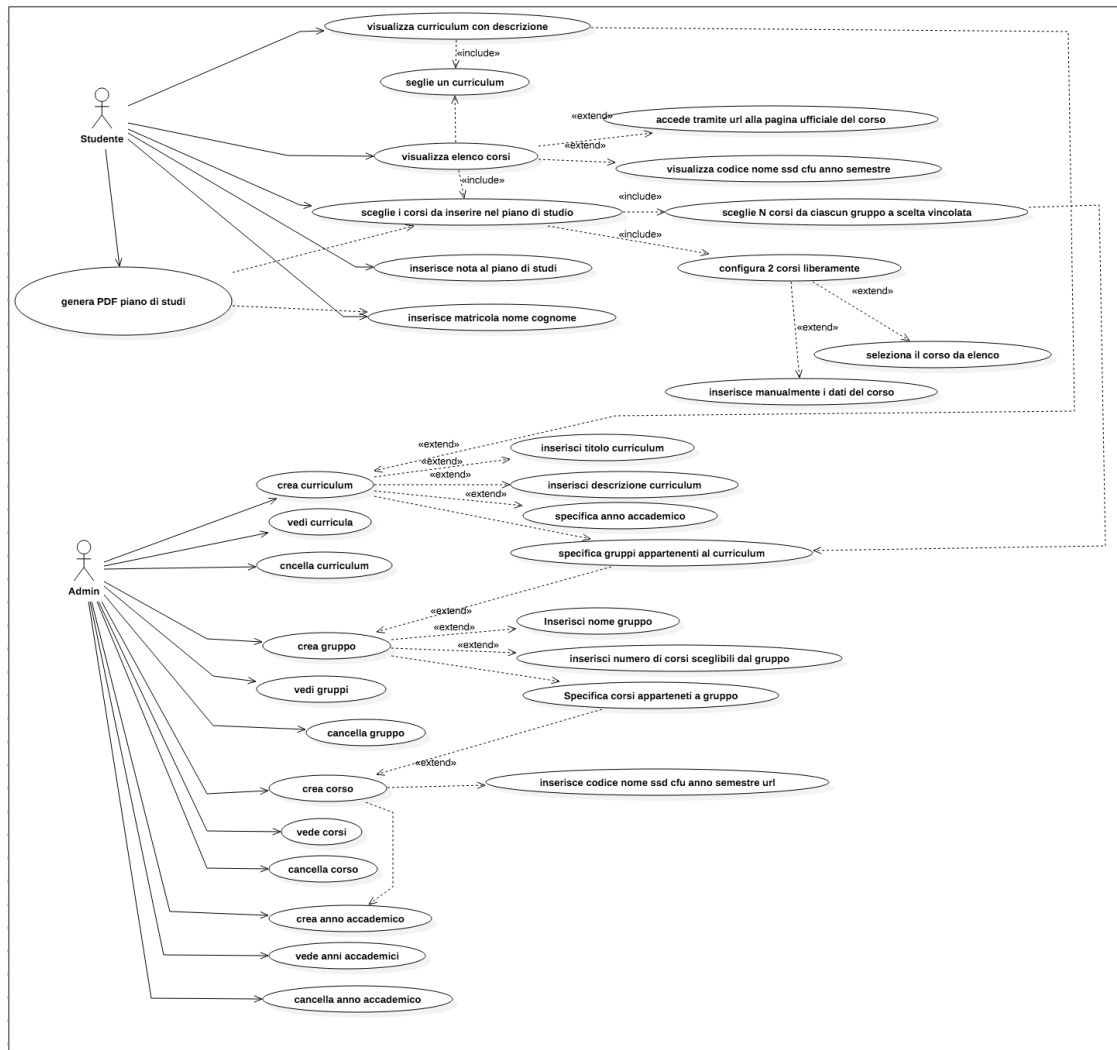 visualizza curriculum con descrizione
«include»
seglie un curriculum
Studente
«extend»
accede tramite url alla pagina ufficiale del corso
«extend»
visualizza elenco corsi
visualizza codice nome ssd cfu anno semestre
«include»
«include»
sceglie i corsi da inserire nel piano di studio
sceglie N corsi da ciascun gruppo a scelta vincolata
«include»
inserisce nota al piano di studi
configura 2 corsi liberamente
«extend»
genera PDF piano di studi
inserisce matricola nome cognome
«extend»
seleziona il corso da elenco
inserisce manualmente i dati del corso
«extend»
inserisci titolo curriculum
«extend»
«extend»
crea curriculum
inserisci descrizione curriculum
«extend»
specifica anno accademico
vedi curricula
specifica gruppi appartenenti al curriculum
cncella curriculum
Admin
«extend»
Inserisci nome gruppo
«extend»
crea gruppo
«extend»
inserisci numero di corsi sceglibili dal gruppo
vedi gruppi
Specifica corsi apparteneti a gruppo
cancella gruppo
«extend»
crea corso
inserisce codice nome ssd cfu anno semestre url
vede corsi
cancella corso
crea anno accademico
vede anni accademici
cancella anno accademico